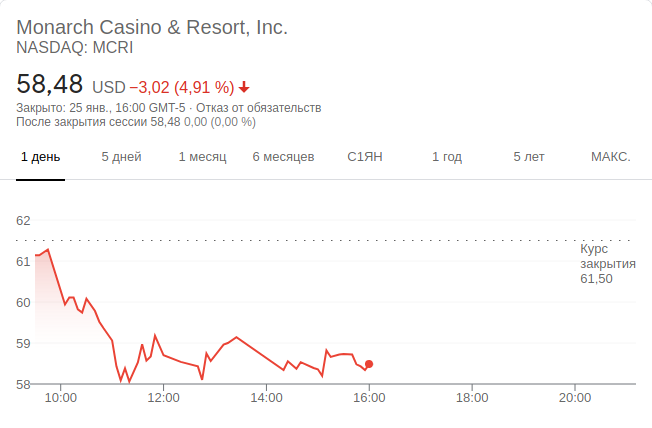 Monarch Casino & Resort, Inc.
NASDAQ: MCRI
58,48 USD −3,02 (4,91 %)
Закрыто: 25 янв., 16:00 GMT-5 · Отказ от обязательств
После закрытия сессии 58,48 0,00 (0,00 %)
1 день 5 дней 1 месяц 6 месяцев С1ЯН 1 год 5 лет МАКС.
62
Курс
закрытия
61,50
61
60
59
58
10:00 12:00 14:00 16:00 18:00 20:00